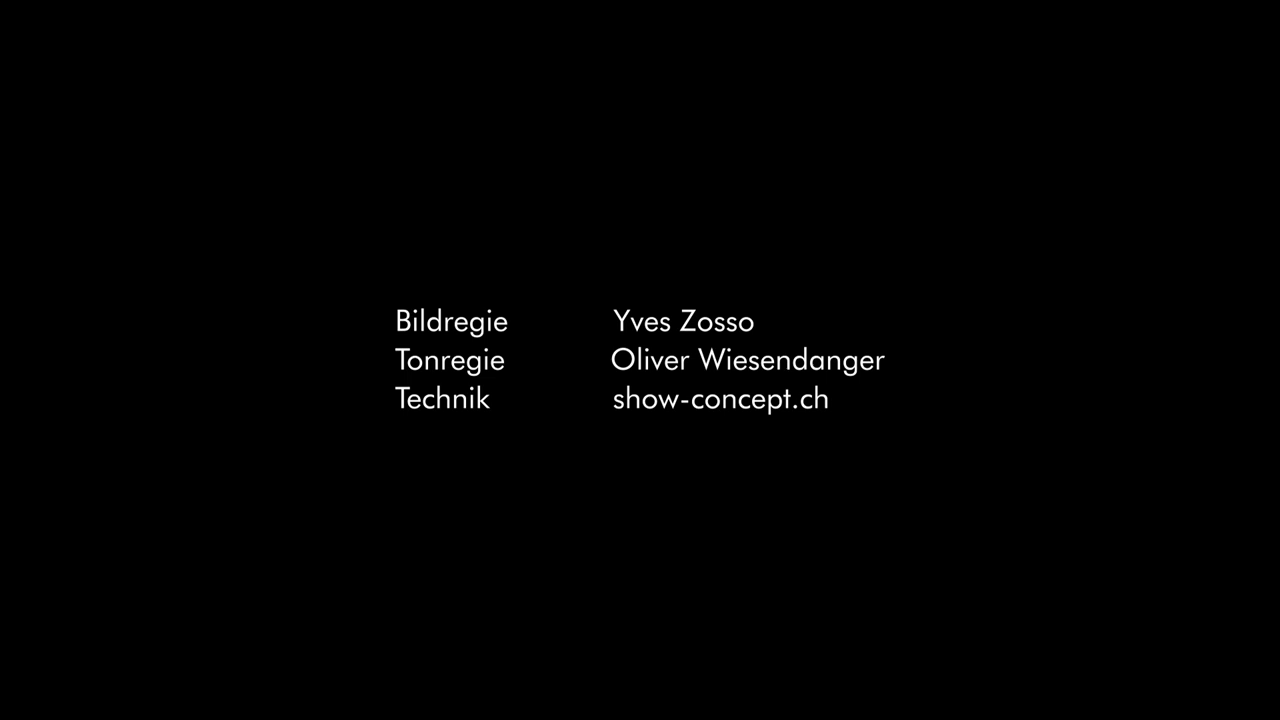 Bildregie Yves Zosso
Tonregie Oliver Wiesendanger
Technik show-concept.ch